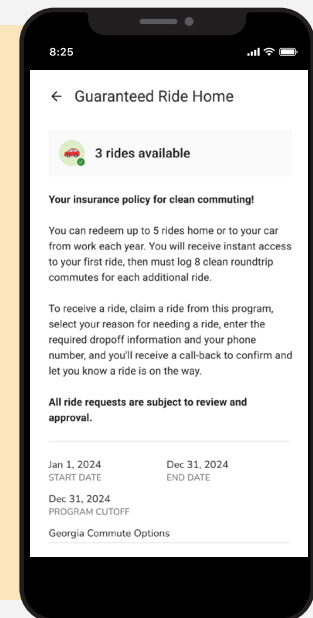 8:25
← Guaranteed Ride Home
3 rides available
Your insurance policy for clean commuting!
You can redeem up to 5 rides home or to your car
from work each year. You will receive instant access
to your first ride, then must log 8 clean roundtrip
commutes for each additional ride.
To receive a ride, claim a ride from this program,
select your reason for needing a ride, enter the
required dropoff information and your phone
number, and you'll receive a call-back to confirm and
let you know a ride is on the way.
All ride requests are subject to review and
approval.
Jan 1, 2024 Dec 31, 2024
START DATE END DATE
Dec 31, 2024
PROGRAM CUTOFF
Georgia Commute Options